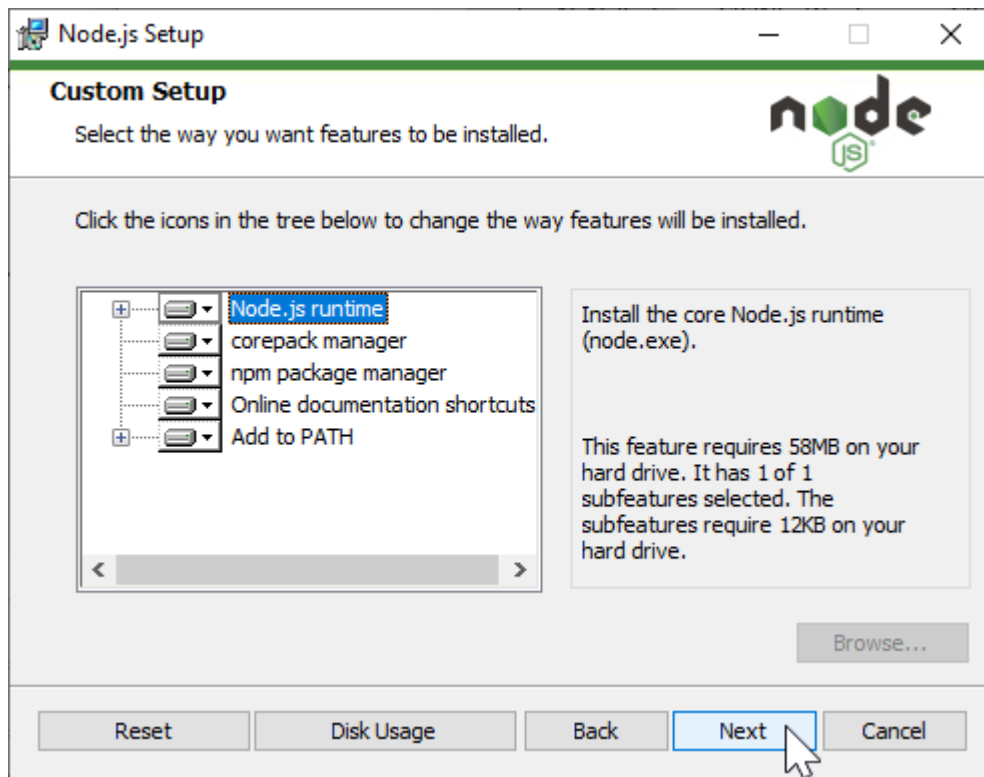 Node.js Setup
Custom Setup
Select the way you want features to be installed.
node
JS
Click the icons in the tree below to change the way features will be installed.
Node.js runtime
corepack manager
npm package manager
Online documentation shortcuts
Add to PATH
Install the core Node.js runtime
(node.exe).
This feature requires 58MB on your
hard drive. It has 1 of 1
subfeatures selected. The
subfeatures require 12KB on your
hard drive.
Browse...
Reset
Disk Usage
Back
Next
Cancel